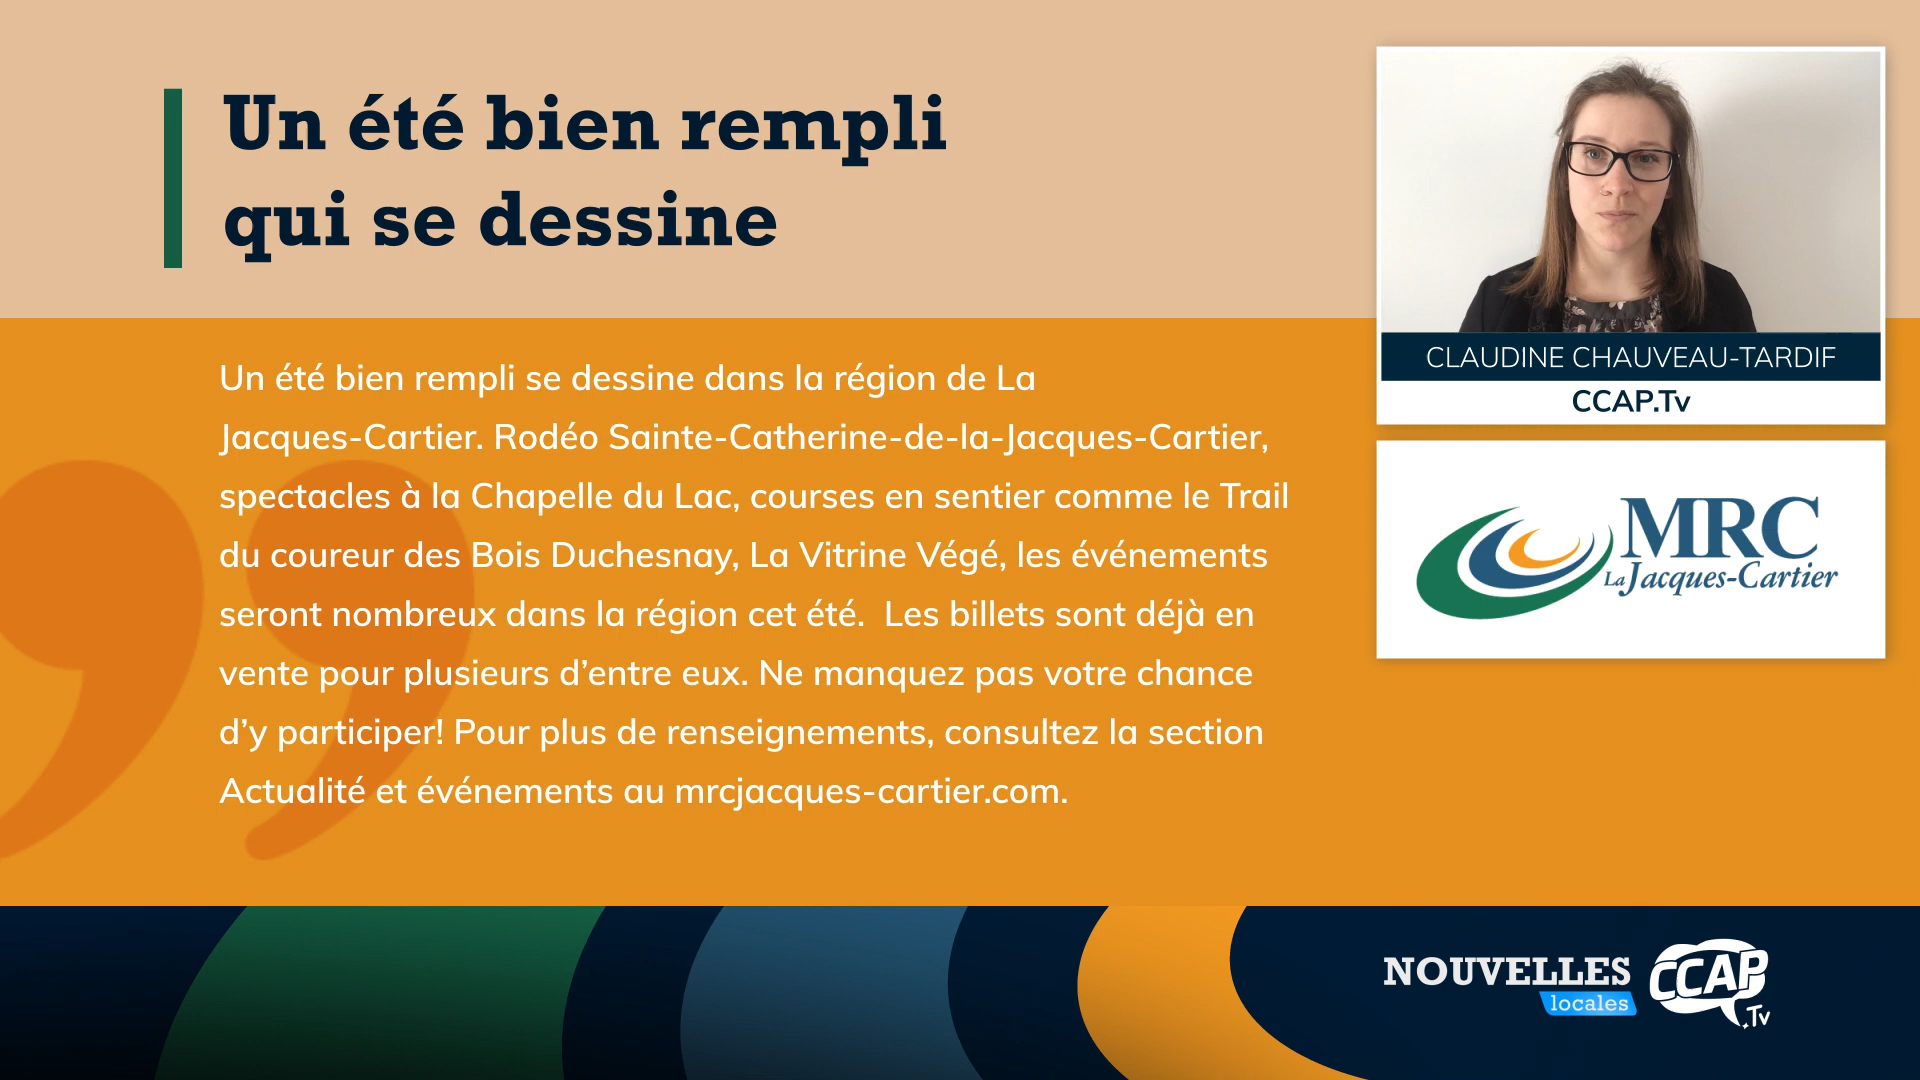 Un été bien rempli
qui se dessine
Un été bien rempli se dessine dans la région de La
Jacques-Cartier. Rodéo Sainte-Catherine-de-la-Jacques-Cartier,
spectacles à la Chapelle du Lac, courses en sentier comme le Trail
du coureur des Bois Duchesnay, La Vitrine Végé, les événements
seront nombreux dans la région cet été.  Les billets sont déjà en
vente pour plusieurs d’entre eux. Ne manquez pas votre chance
d’y participer! Pour plus de renseignements, consultez la section
Actualité et événements au mrcjacques-cartier.com.
CLAUDINE CHAUVEAU-TARDIF
CCAP.Tv
MRC
La Jacques-Cartier
NOUVELLES
locales
CCAP
.Tv